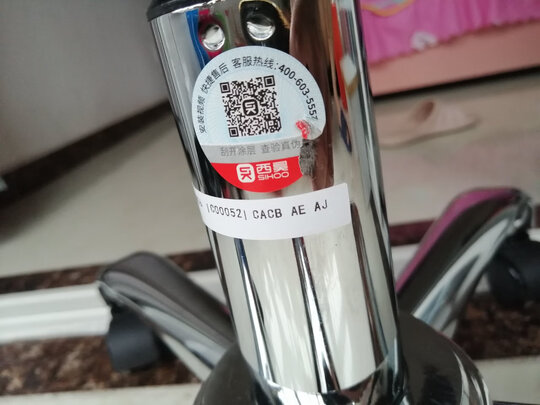 安装视频 快捷售后 客服热线:400-603-555
刮开涂层 查验真伪
西昊
SIHOO
|C00052| CACB AE AJ